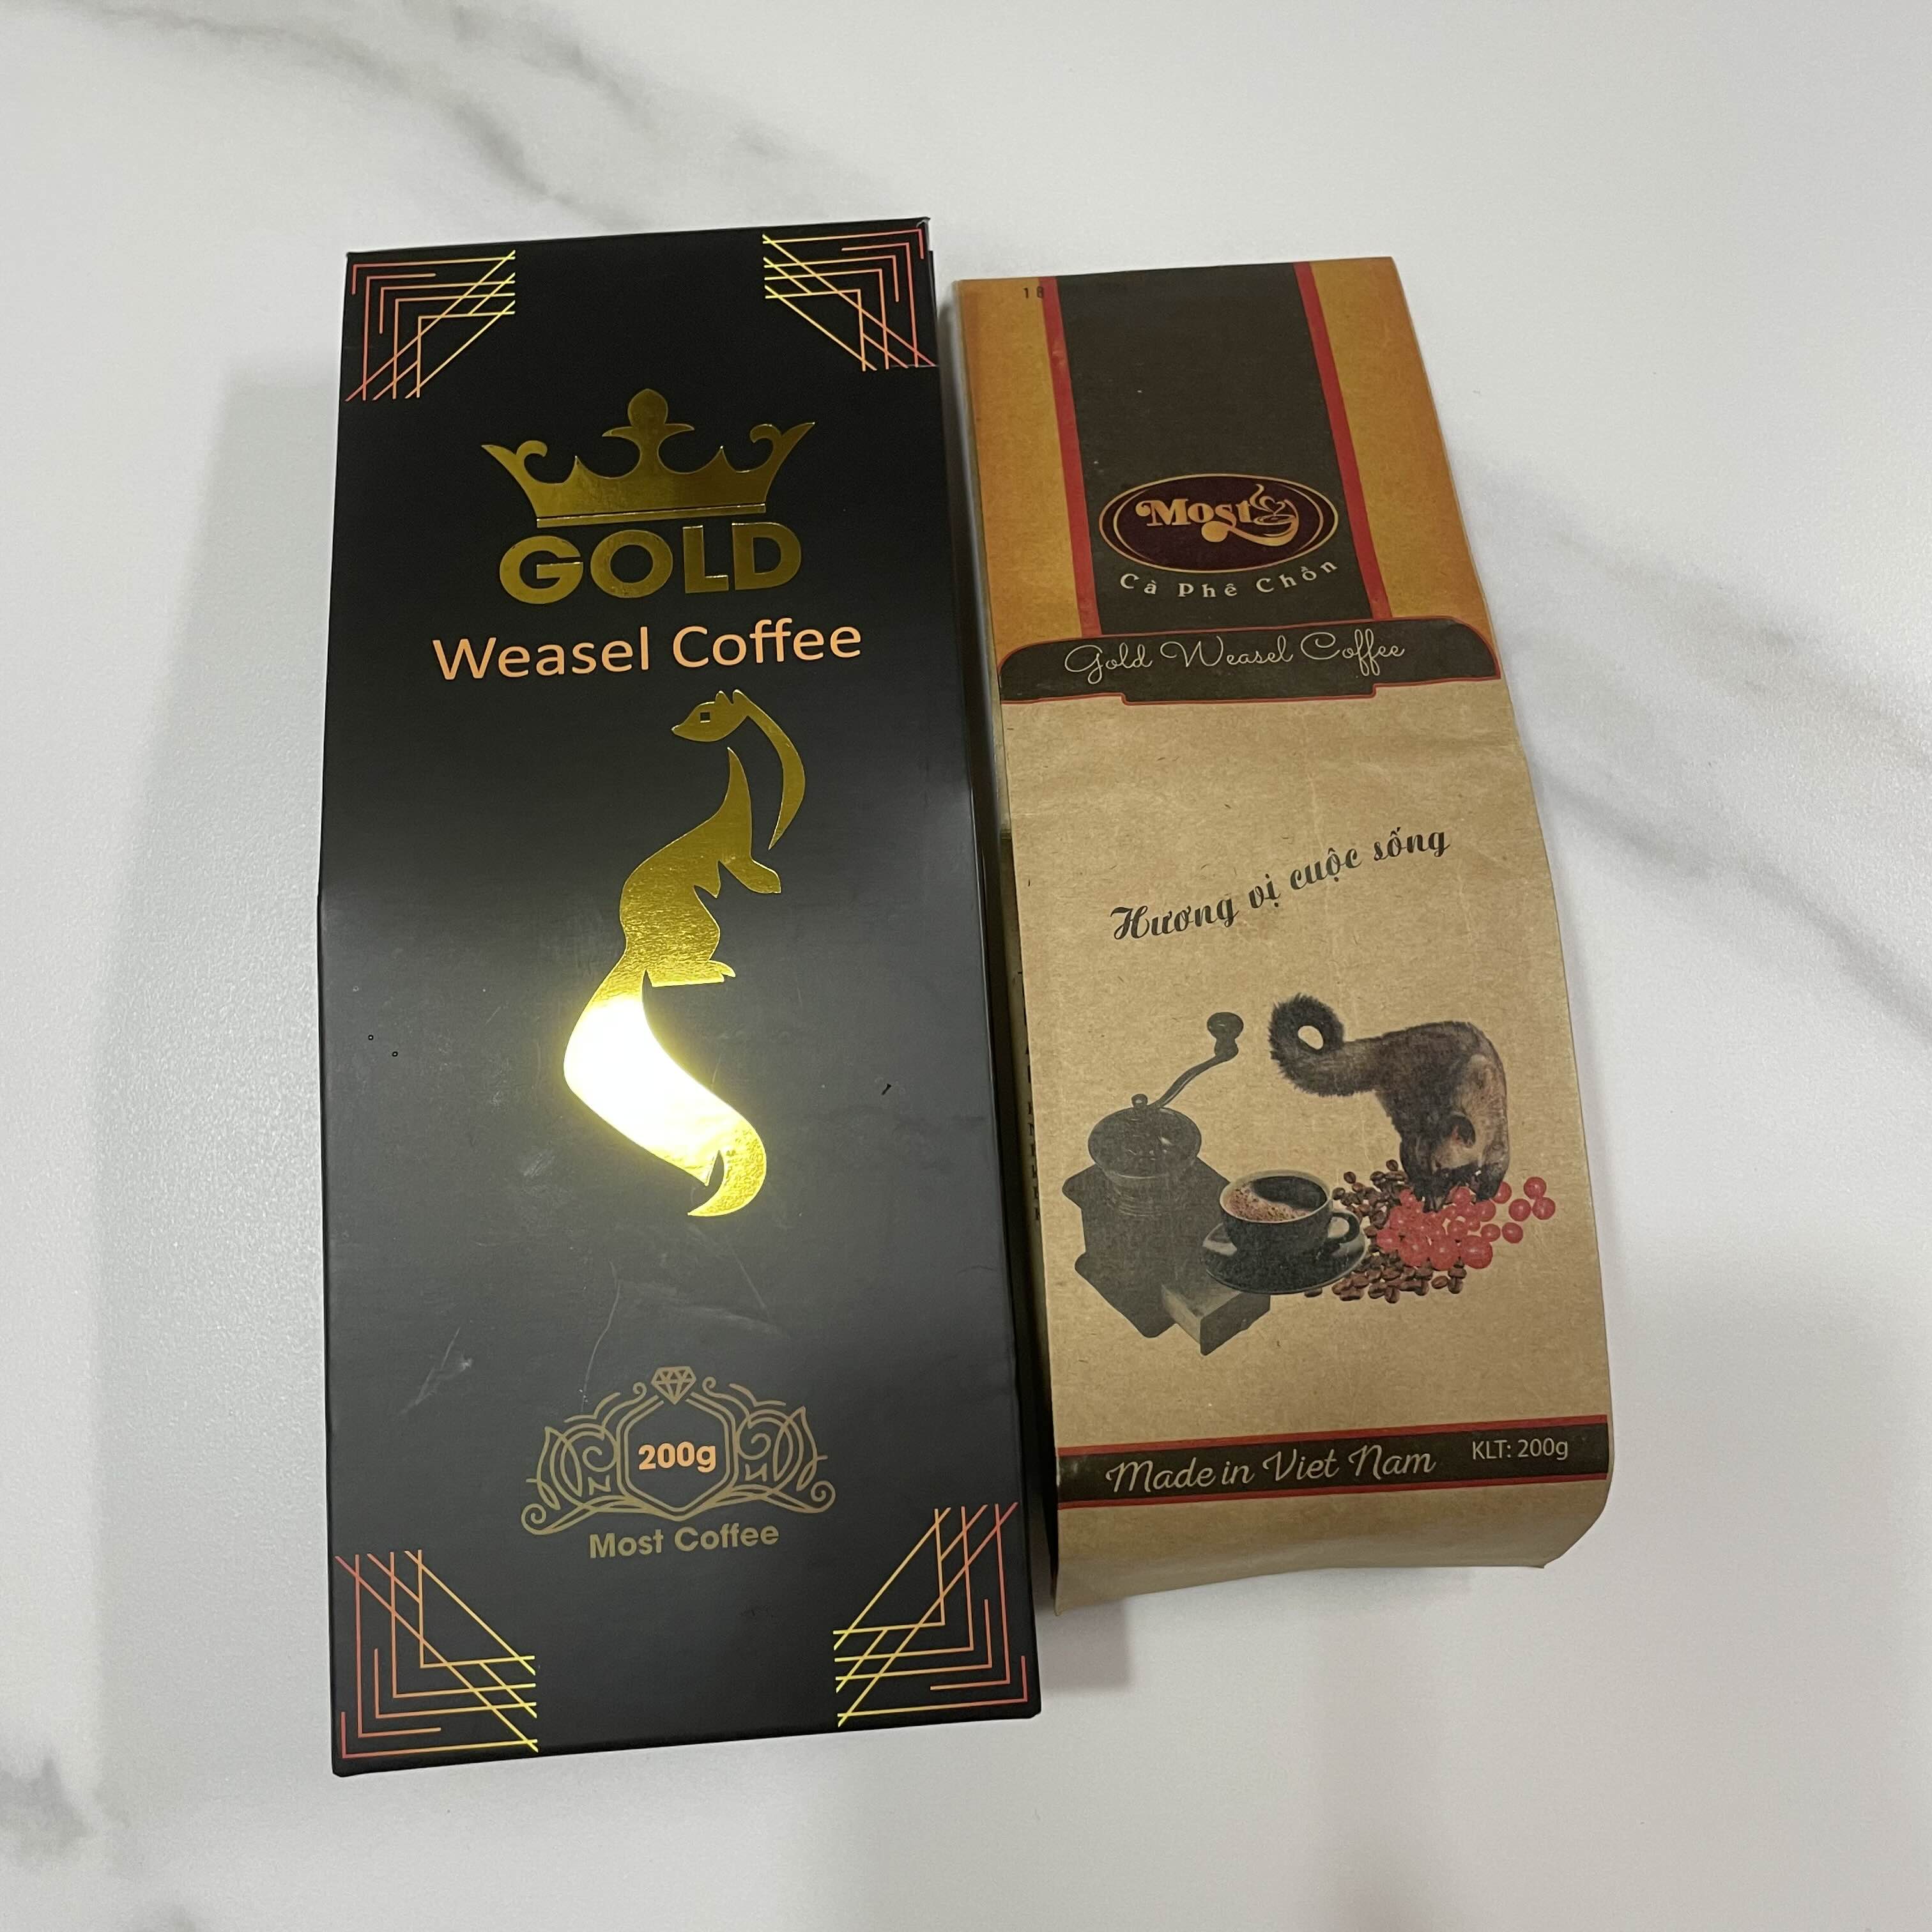 GOLD
Weasel Coffee
200g
Most Coffee
18
Most
Cà Phê Chồn
Gold Weasel Coffee
Hương vị cuộc sống
Made in Viet Nam
KLT: 200g